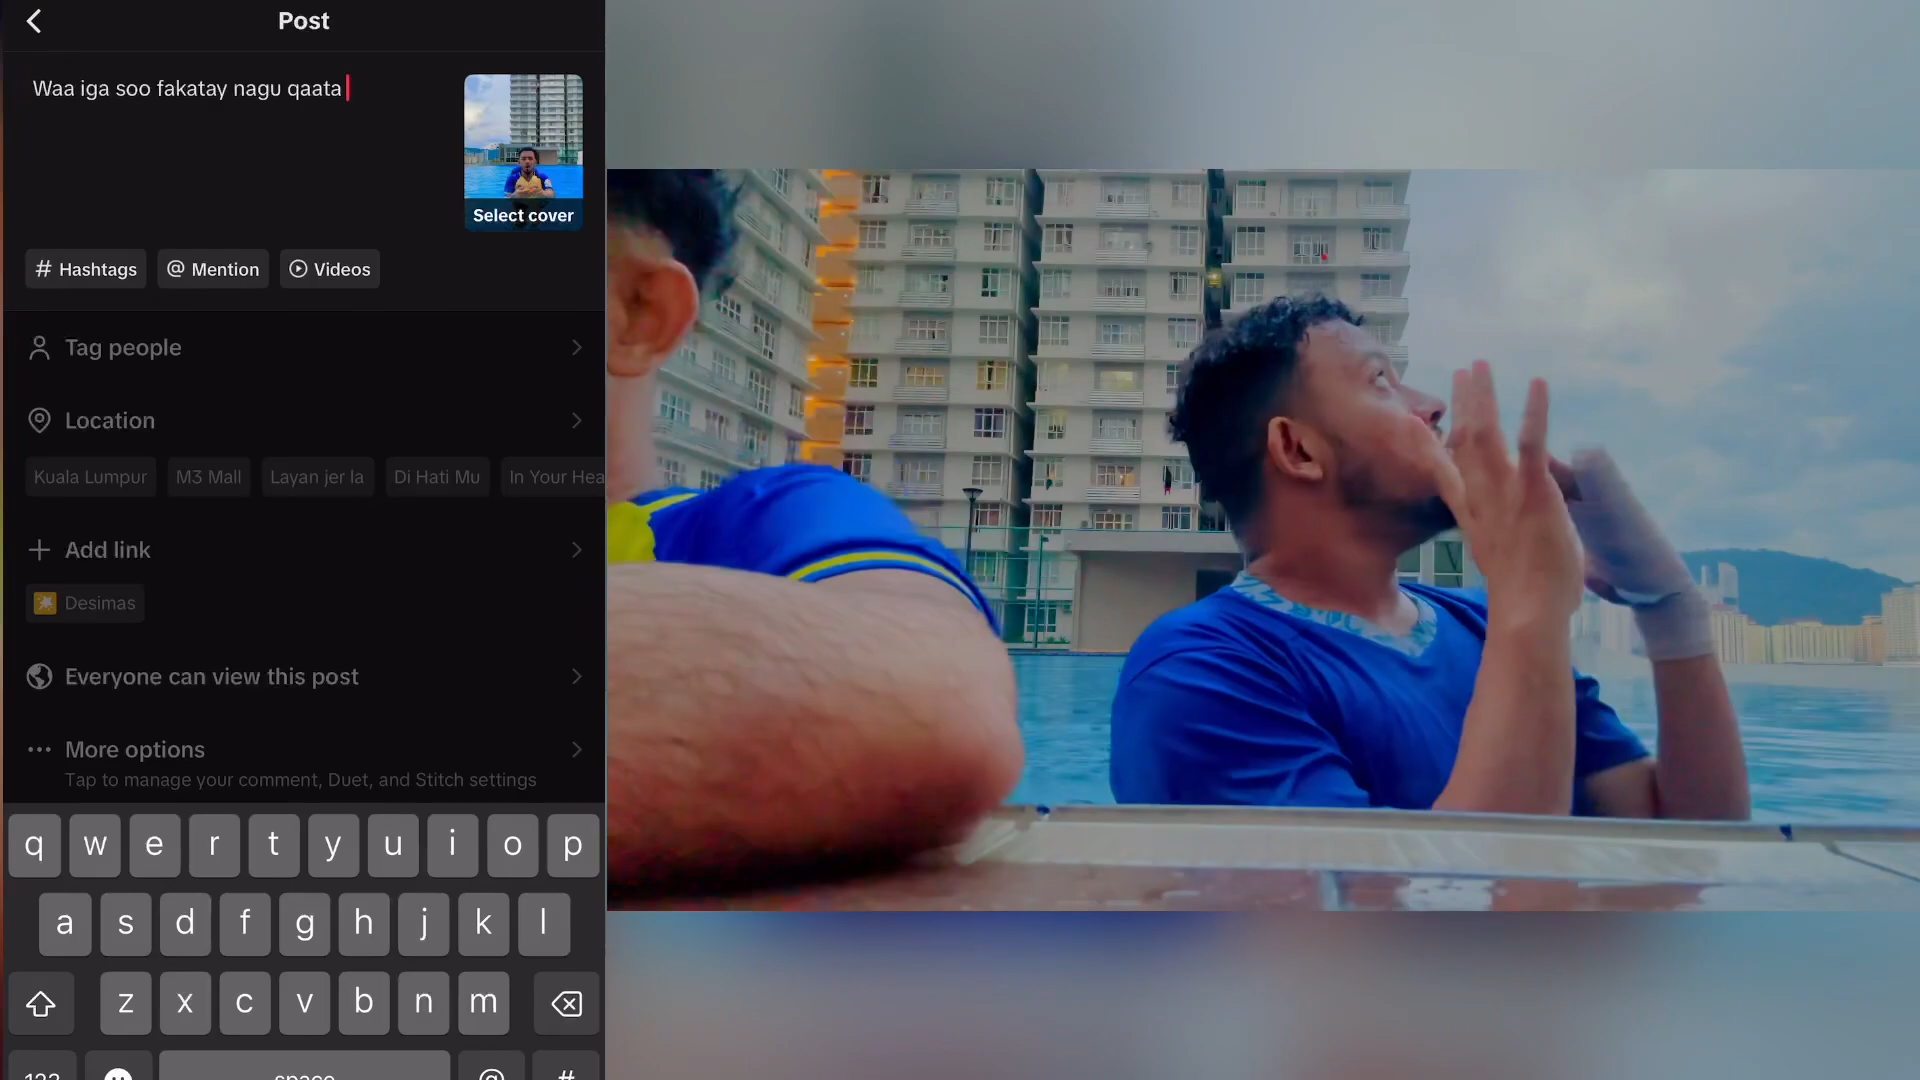 Post
Waa iga soo fakatay nagu qaata
Select cover
# Hashtags @ Mention Videos
Tag people
Location
Kuala Lumpur M3 Mall Layan jer la Di Hati Mu In Your Hea
Add link
Desimas
Everyone can view this post
More options
Tap to manage your comment, Duet, and Stitch settings
q w e r t y u i o p
a s d f g h j k l
z x c v b n m
123 space @ #